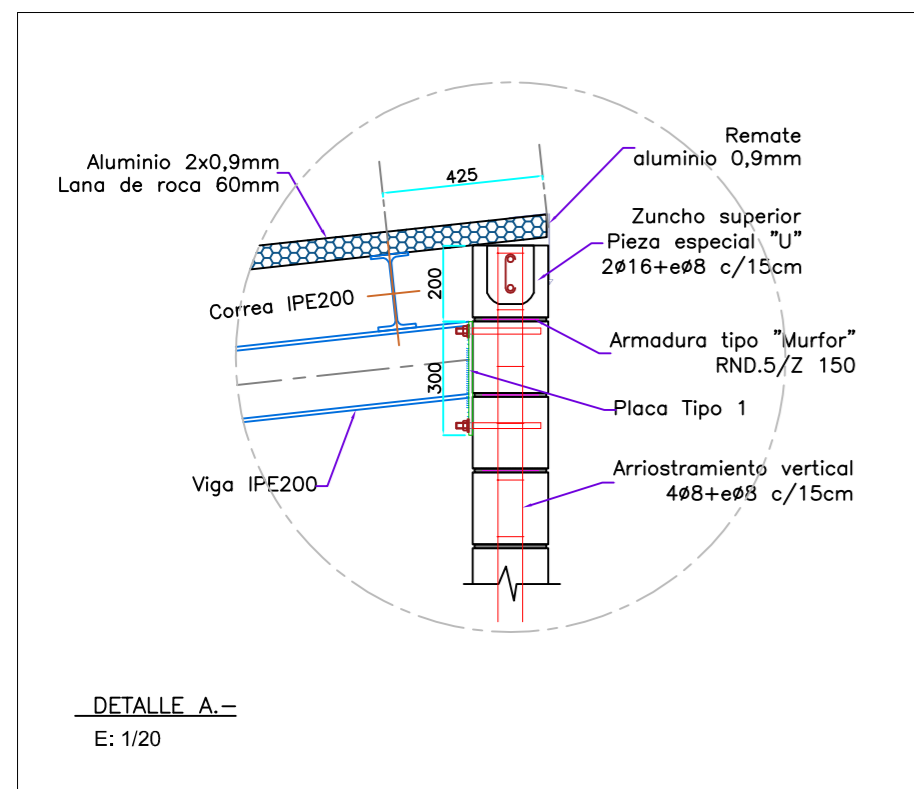 Aluminio 2x0,9mm
Lana de roca 60mm
425
Remate
aluminio 0,9mm
Zuncho superior
Pieza especial "U"
2ø16+eø8 c/15cm
Correa IPE200
200
Armadura tipo "Murfor"
RND.5/Z 150
300
Placa Tipo 1
Viga IPE200
Arriostramiento vertical
4ø8+eø8 c/15cm
DETALLE A.–
E: 1/20